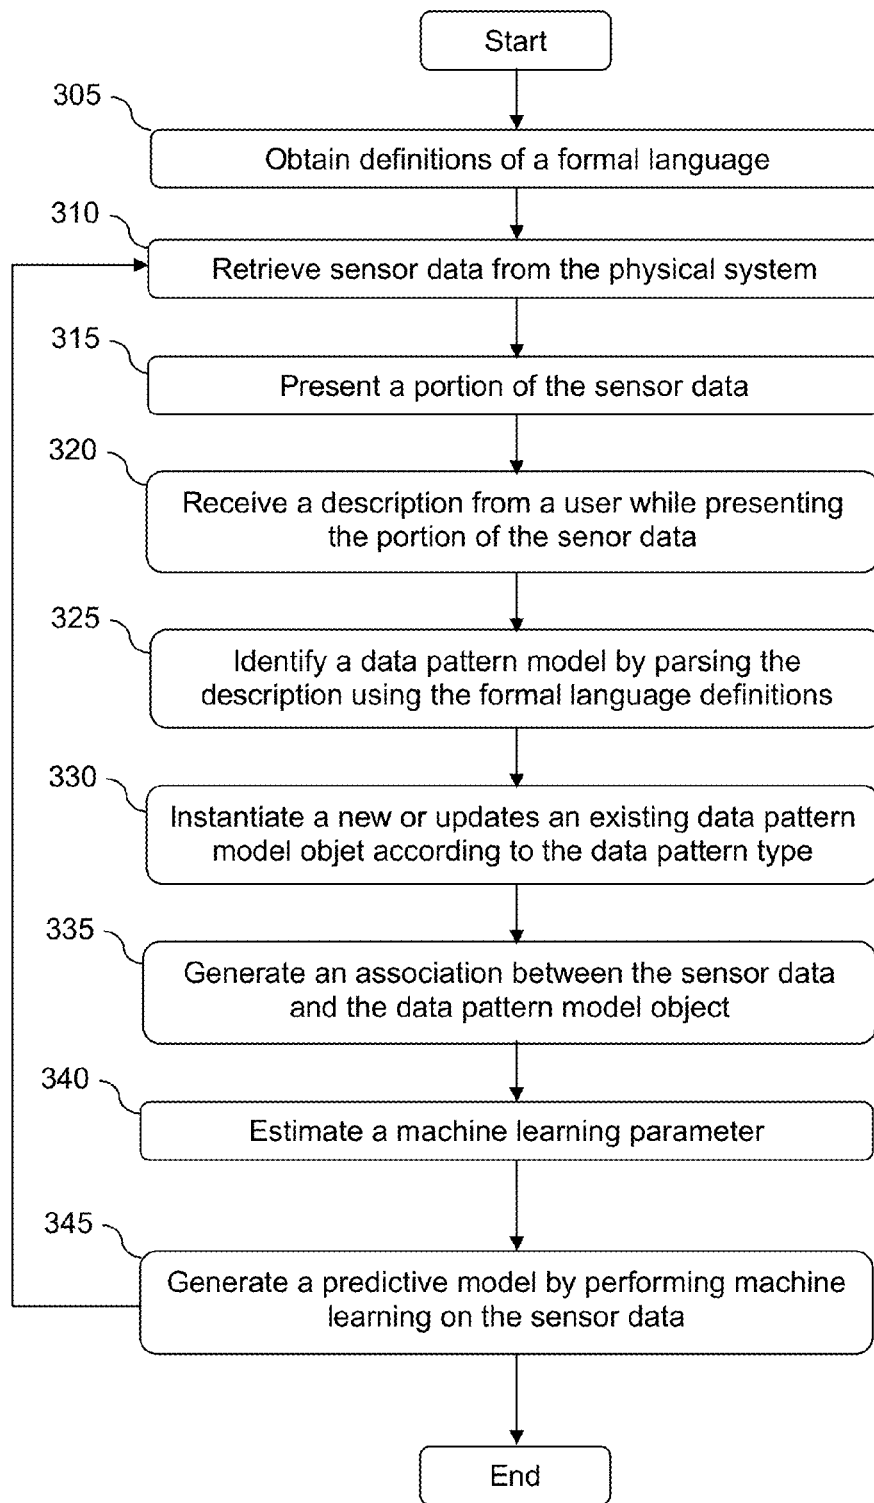 Start
305
Obtain definitions of a formal language
310
Retrieve sensor data from the physical system
315
Present a portion of the sensor data
320
Receive a description from a user while presenting
the portion of the senor data
325
Identify a data pattern model by parsing the
description using the formal language definitions
330
Instantiate a new or updates an existing data pattern
model objet according to the data pattern type
335
Generate an association between the sensor data
and the data pattern model object
340
Estimate a machine learning parameter
345
Generate a predictive model by performing machine
learning on the sensor data
End